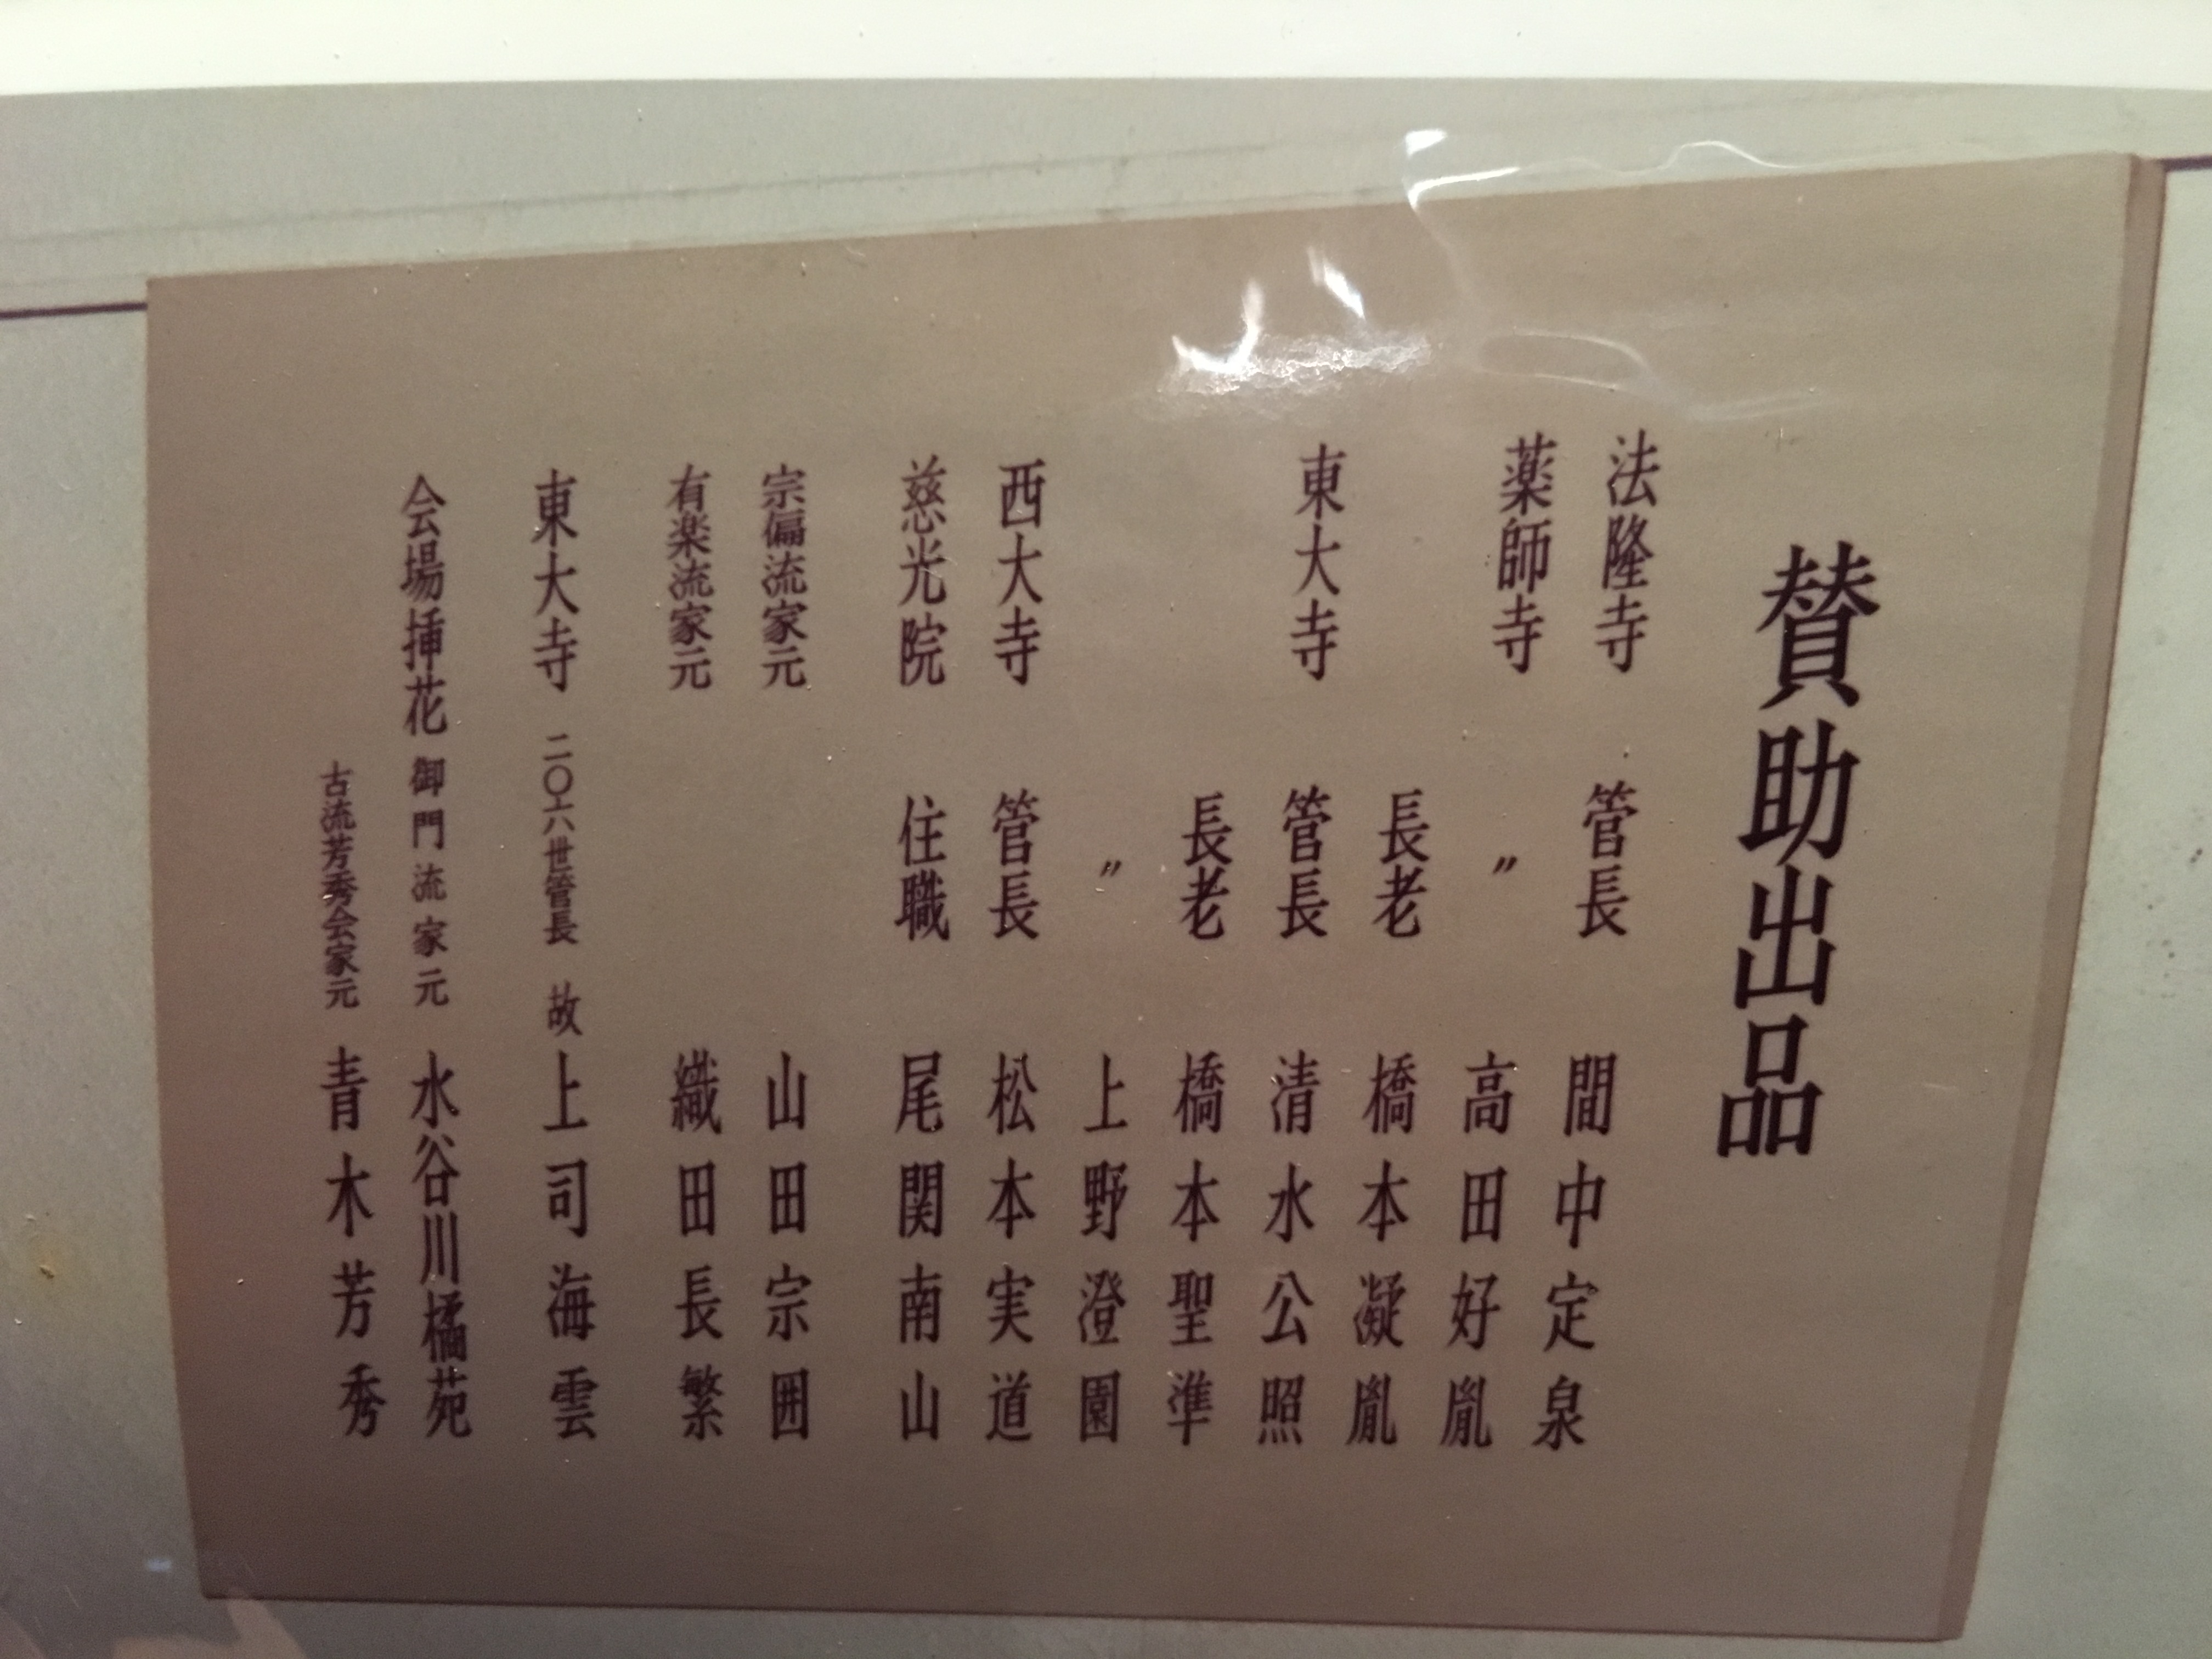 賛助出品
法隆寺 管長 間中定泉
薬師寺 〃 高田好胤
長老 橋本凝胤
東大寺 管長 清水公照
長老 橋本聖準
〃 上野澄園
西大寺 管長 松本実道
慈光院 住職 尾関南山
宗偏流家元 山田宗囲
有楽流家元 織田長繁
東大寺 二〇六世管長 故 上司海雲
会場挿花 御門流家元 水谷川橘苑
古流芳秀会家元 青木芳秀